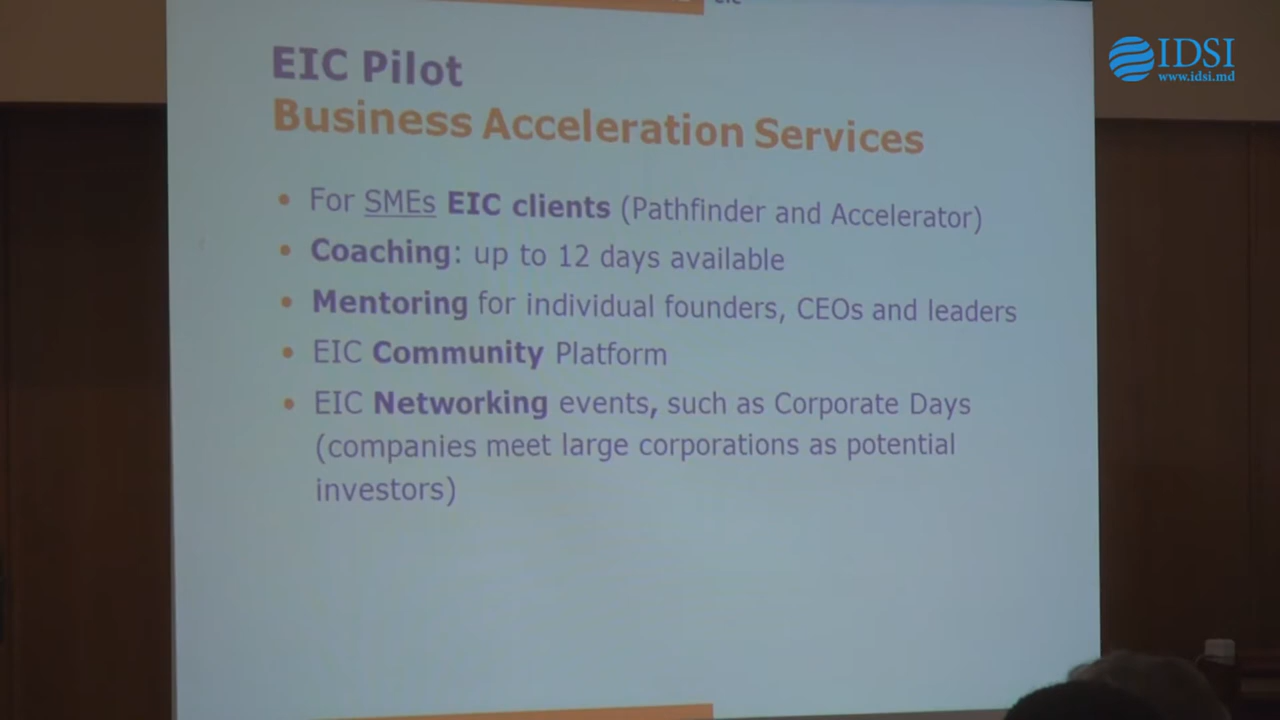 eic
IDSI
www.idsi.md
EIC Pilot
Business Acceleration Services
• For SMEs EIC clients (Pathfinder and Accelerator)
• Coaching: up to 12 days available
• Mentoring for individual founders, CEOs and leaders
• EIC Community Platform
• EIC Networking events, such as Corporate Days
(companies meet large corporations as potential
investors)